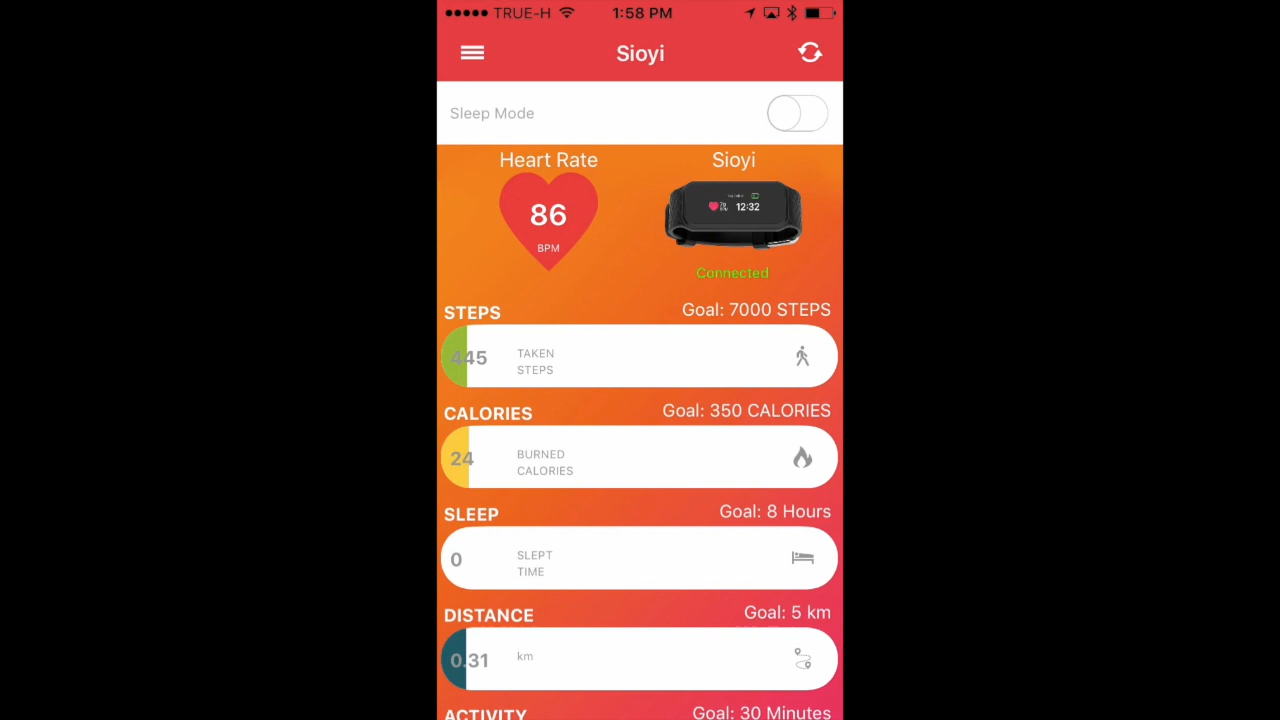 TRUE-H 1:58 PM
Sioyi
Sleep Mode
Heart Rate
Sioyi
86
BPM
12:32
Connected
STEPS
Goal: 7000 STEPS
445
TAKEN
STEPS
CALORIES
Goal: 350 CALORIES
24
BURNED
CALORIES
SLEEP
Goal: 8 Hours
0
SLEPT
TIME
DISTANCE
Goal: 5 km
0.31
km
ACTIVITY
Goal: 30 Minutes